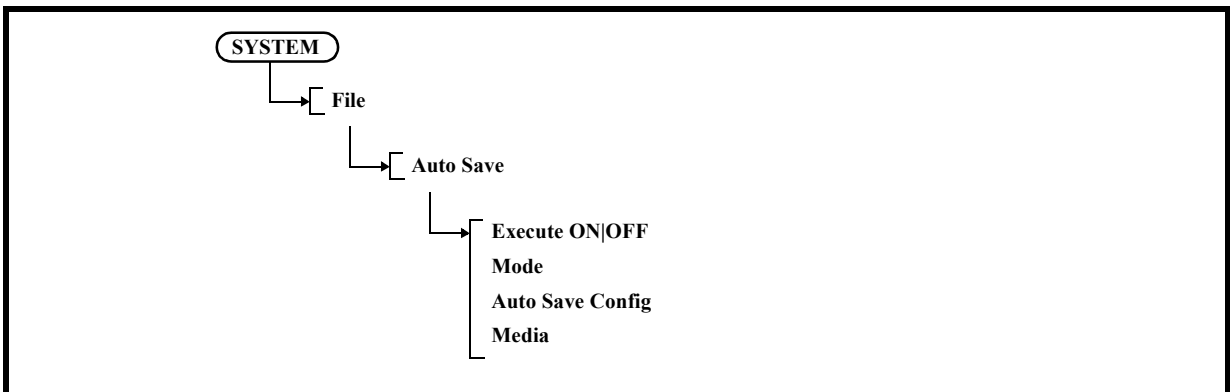 SYSTEM
File
Auto Save
Execute ON|OFF
Mode
Auto Save Config
Media